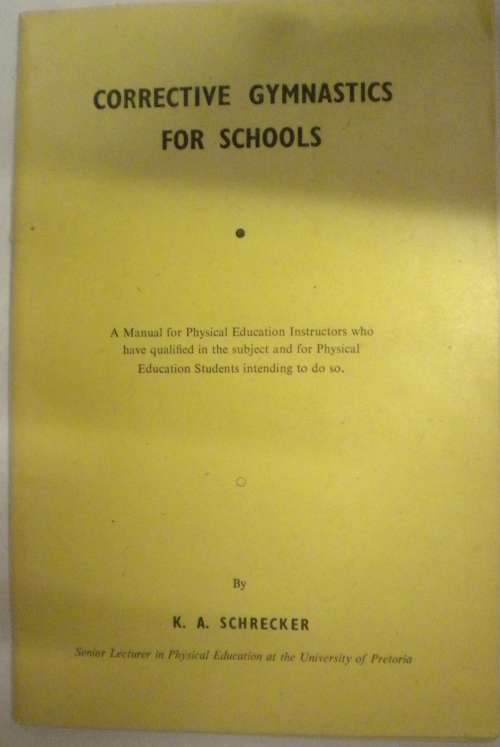 CORRECTIVE GYMNASTICS
FOR SCHOOLS
A Manual for Physical Education Instructors who
have qualified in the subject and for Physical
Education Students intending to do so.
By
K. A. SCHRECKER
Senior Lecturer in Physical Education at the University of Pretoria